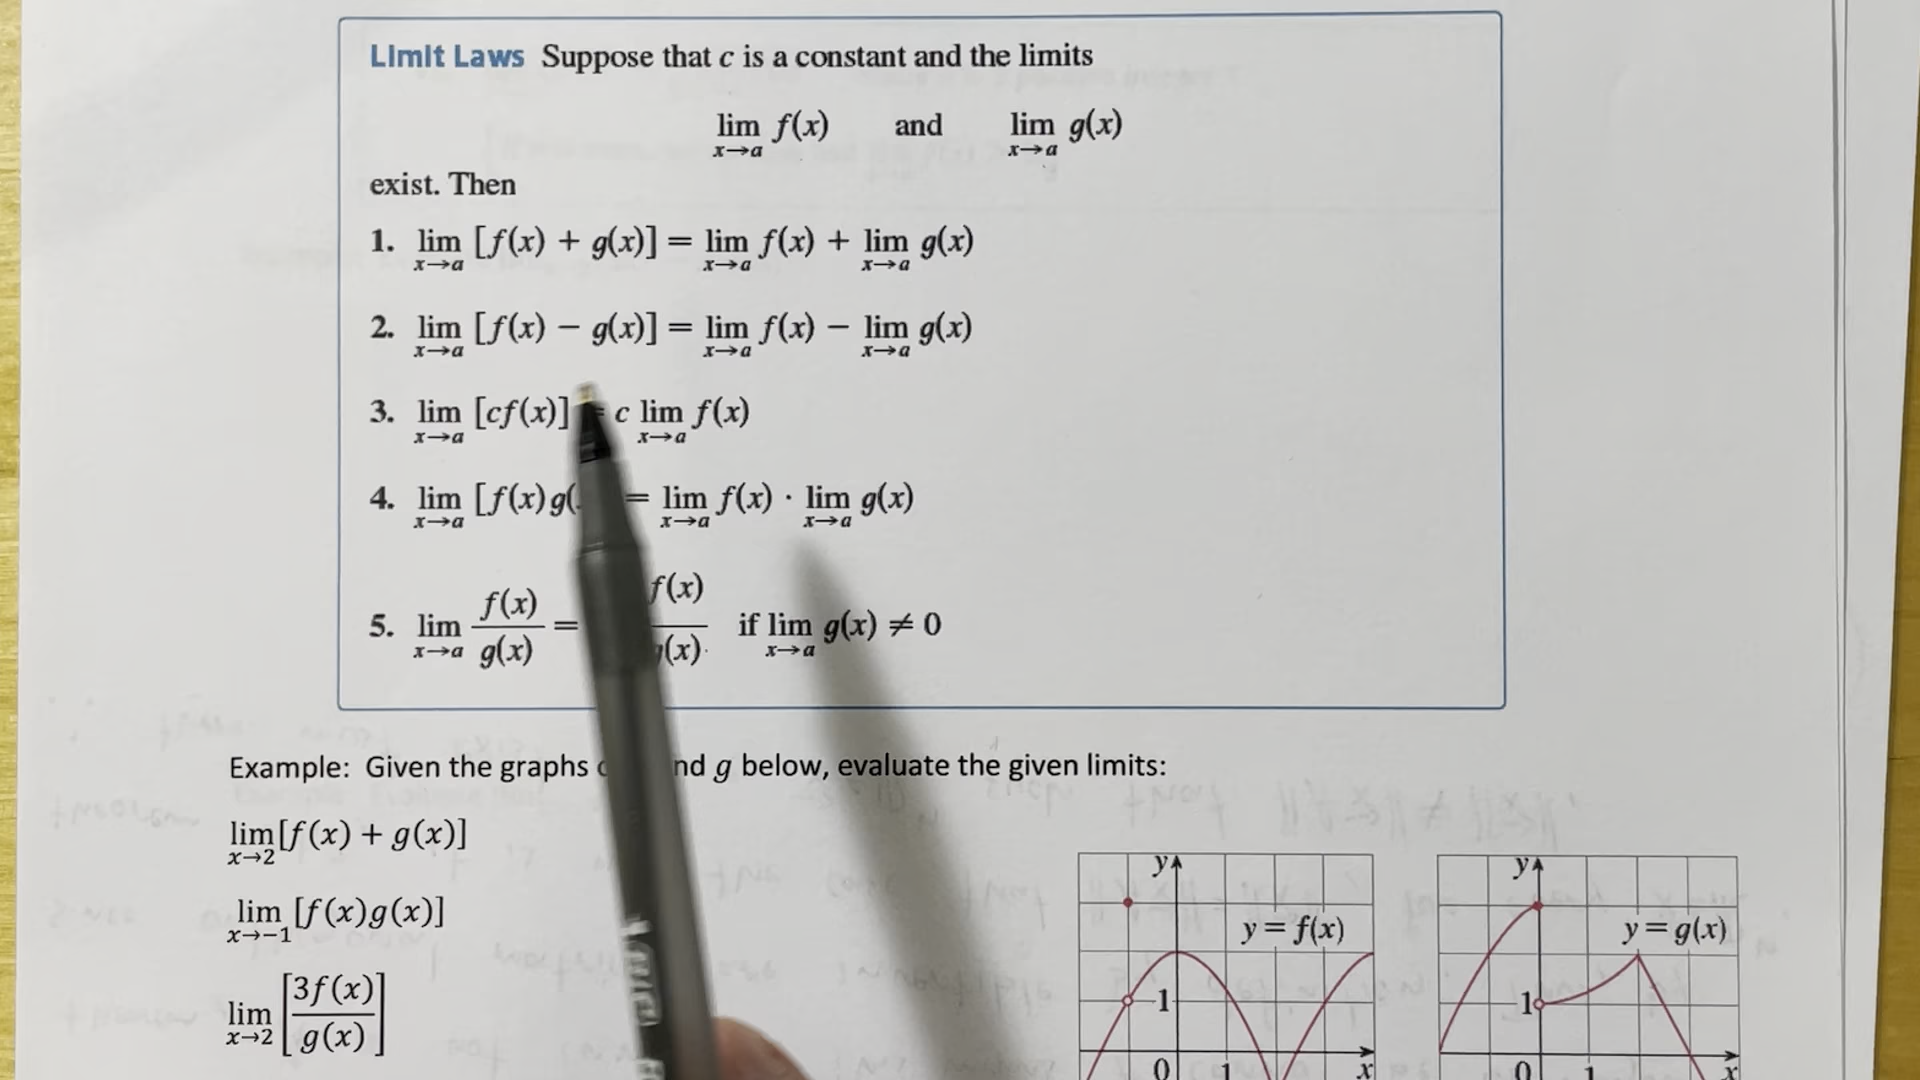 Limit Laws Suppose that c is a constant and the limits
lim x→a f(x) and lim x→a g(x)
exist. Then
1. lim x→a [f(x) + g(x)] = lim x→a f(x) + lim x→a g(x)
2. lim x→a [f(x) − g(x)] = lim x→a f(x) − lim x→a g(x)
3. lim x→a [cf(x)] = c lim x→a f(x)
4. lim x→a [f(x)g( = lim x→a f(x) · lim x→a g(x)
5. lim x→a f(x)/g(x) = f(x)/(x) if lim x→a g(x) ≠ 0
Example: Given the graphs nd g below, evaluate the given limits:
lim x→2 [f(x) + g(x)]
lim x→−1 [f(x)g(x)]
lim x→2 [3f(x)/g(x)]
y
y = f(x)
1
0 1 x
y
y = g(x)
1
0 1 x